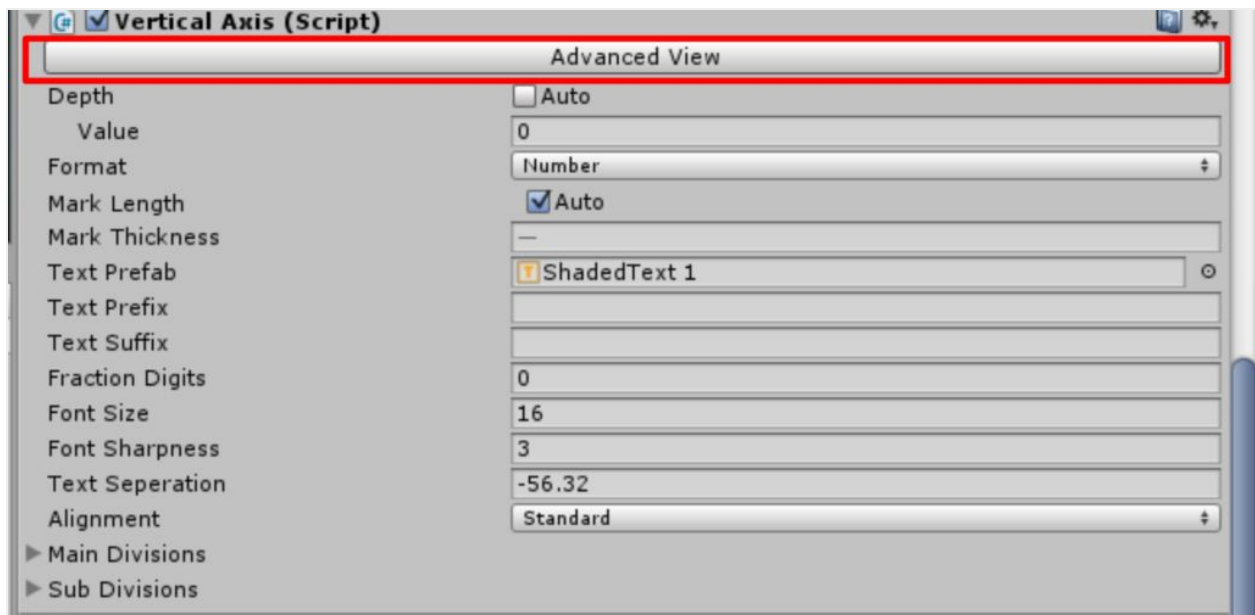 Vertical Axis (Script)
Advanced View
Depth Auto
Value 0
Format Number
Mark Length Auto
Mark Thickness —
Text Prefab ShadedText 1
Text Prefix
Text Suffix
Fraction Digits 0
Font Size 16
Font Sharpness 3
Text Seperation -56.32
Alignment Standard
Main Divisions
Sub Divisions